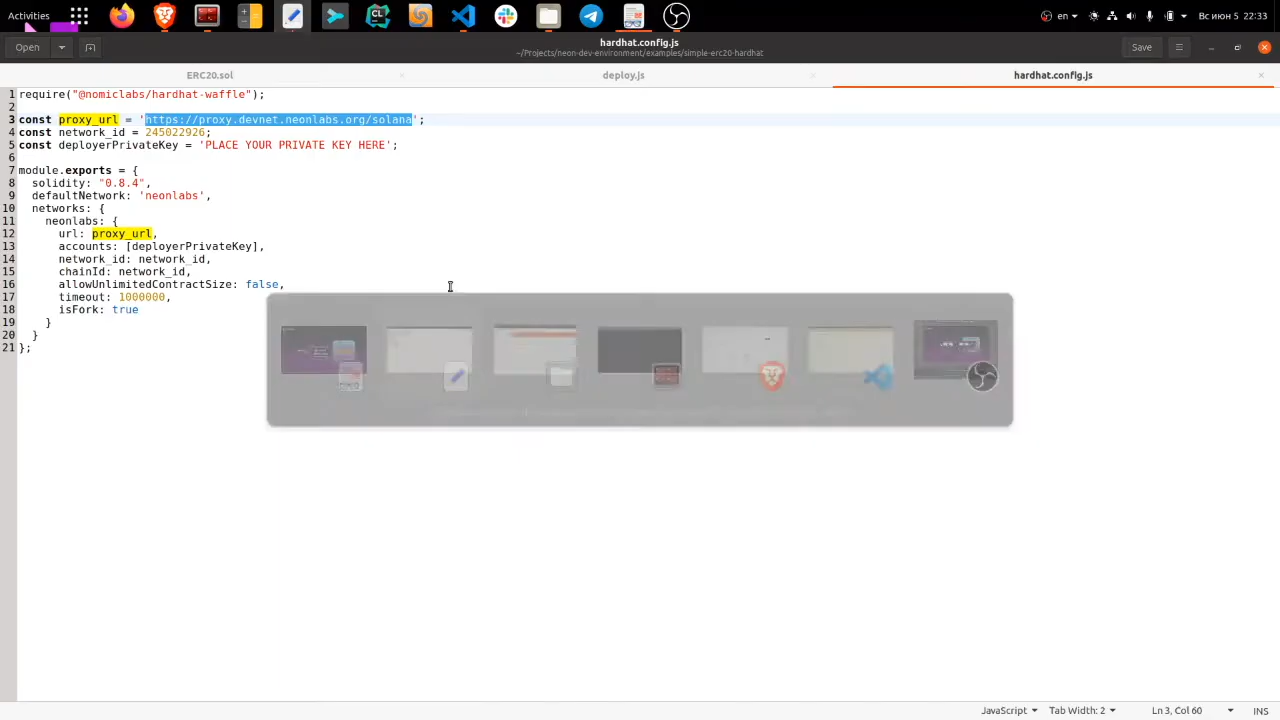 Activities
en
Вс июн 5 22:33
Open
hardhat.config.js
~/Projects/neon-dev-environment/examples/simple-erc20-hardhat
Save
ERC20.sol
deploy.js
hardhat.config.js
1 require("@nomiclabs/hardhat-waffle");
2
3 const proxy_url = 'https://proxy.devnet.neonlabs.org/solana';
4 const network_id = 245022926;
5 const deployerPrivateKey = 'PLACE YOUR PRIVATE KEY HERE';
6
7 module.exports = {
8   solidity: "0.8.4",
9   defaultNetwork: 'neonlabs',
10   networks: {
11     neonlabs: {
12       url: proxy_url,
13       accounts: [deployerPrivateKey],
14       network_id: network_id,
15       chainId: network_id,
16       allowUnlimitedContractSize: false,
17       timeout: 1000000,
18       isFork: true
19     }
20   }
21 };
JavaScript
Tab Width: 2
Ln 3, Col 60
INS